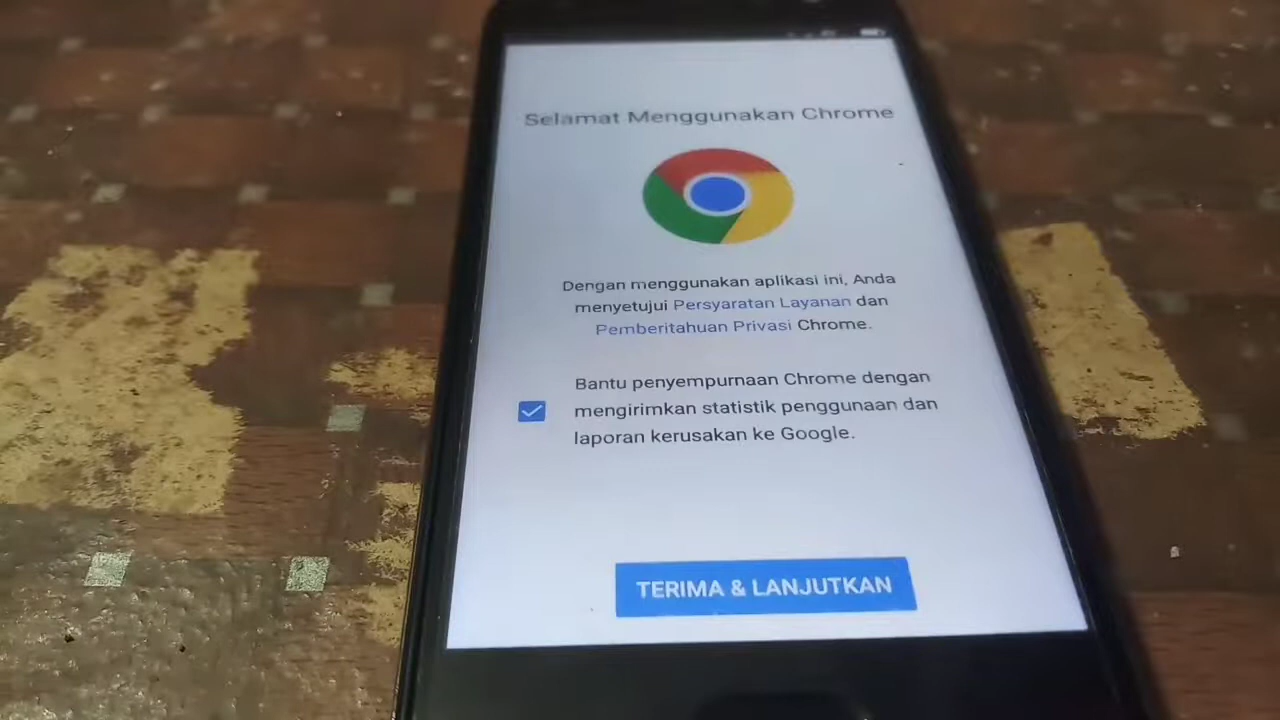 Selamat Menggunakan Chrome
Dengan menggunakan aplikasi ini, Anda
menyetujui Persyaratan Layanan dan
Pemberitahuan Privasi Chrome.
Bantu penyempurnaan Chrome dengan
mengirimkan statistik penggunaan dan
laporan kerusakan ke Google.
TERIMA & LANJUTKAN